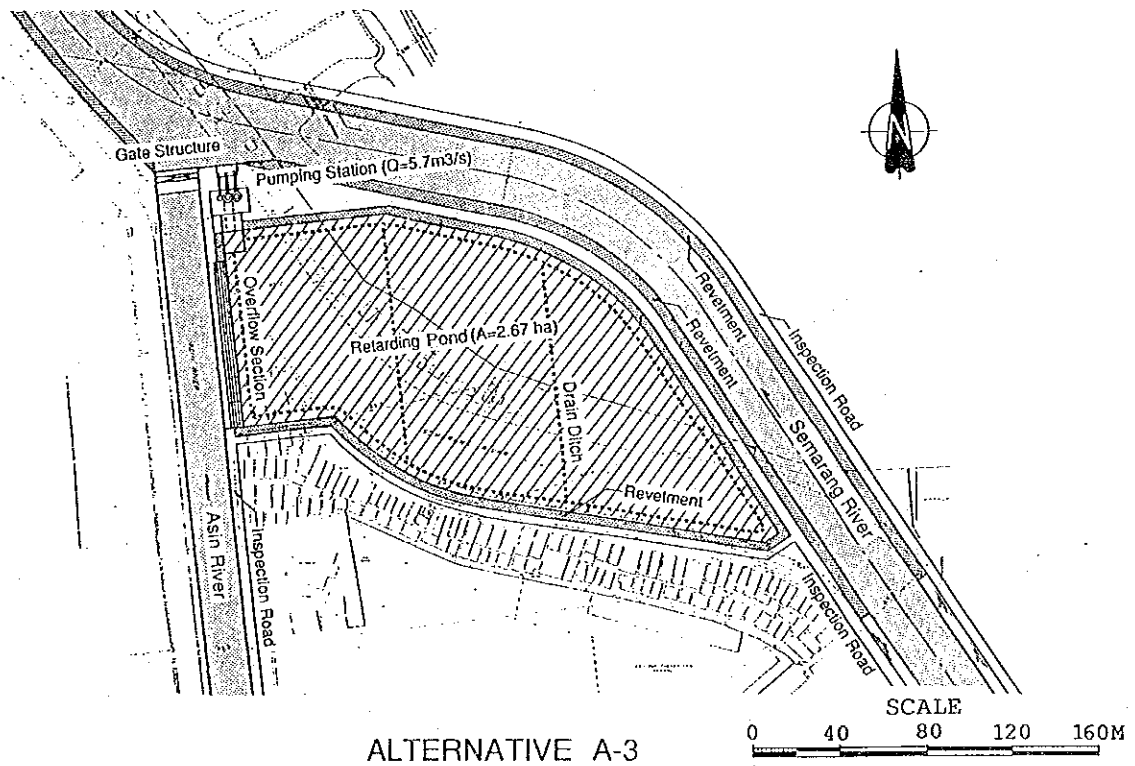 Gate Structure
Pumping Station (Q=5.7m3/s)
N
Overflow Section
Retarding Pond (A=2.67 ha)
Drain Ditch
Revetment
Revetment
Revetment
Inspection Road
Semarang River
Asin River
Inspection Road
Inspection Road
SCALE
0 40 80 120 160M
ALTERNATIVE A-3